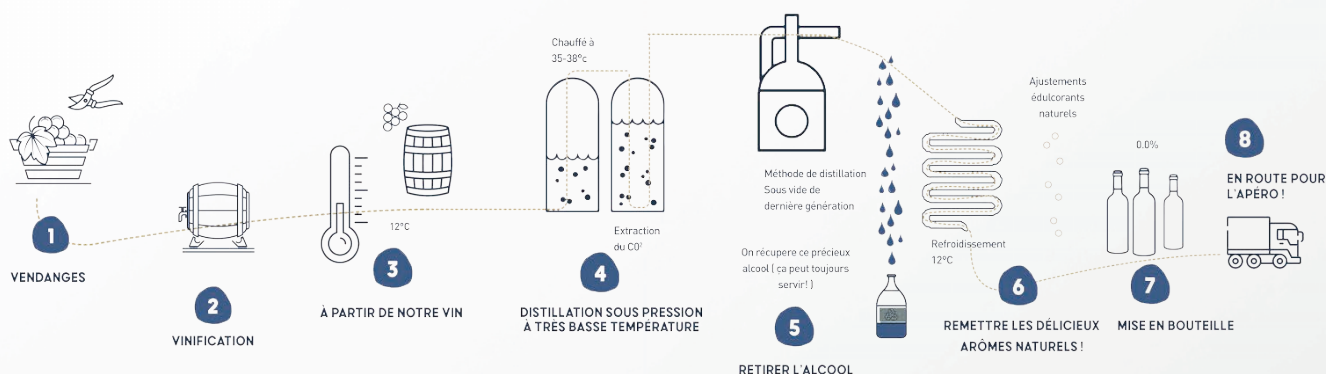 1
VENDANGES
2
VINIFICATION
12°C
3
À PARTIR DE NOTRE VIN
Chauffé à
35-38°c
Extraction
du CO²
4
DISTILLATION SOUS PRESSION
À TRÈS BASSE TEMPÉRATURE
Méthode de distillation
Sous vide de
dernière génération
On récupere ce précieux
alcool ( ça peut toujours
servir! )
5
RETIRER L'ALCOOL
Refroidissement
12°C
Ajustements
édulcorants
naturels
6
REMETTRE LES DÉLICIEUX
ARÔMES NATURELS !
0.0%
7
MISE EN BOUTEILLE
8
EN ROUTE POUR
L'APÉRO !